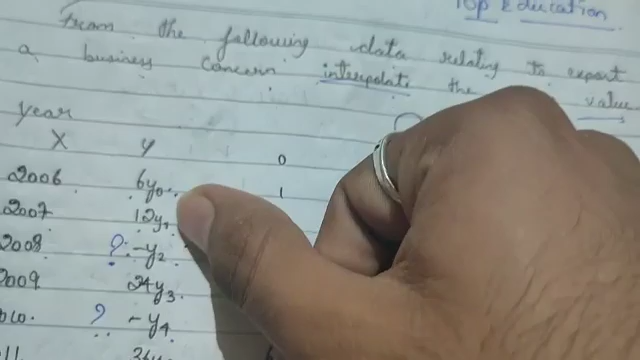 Top Education
from the following data relating to export
a business concern interpolate the value
year
X y 0
2006 6y₀ 1
2007 12y₁
2008 ? -y₂
2009 24y₃
? -y₄